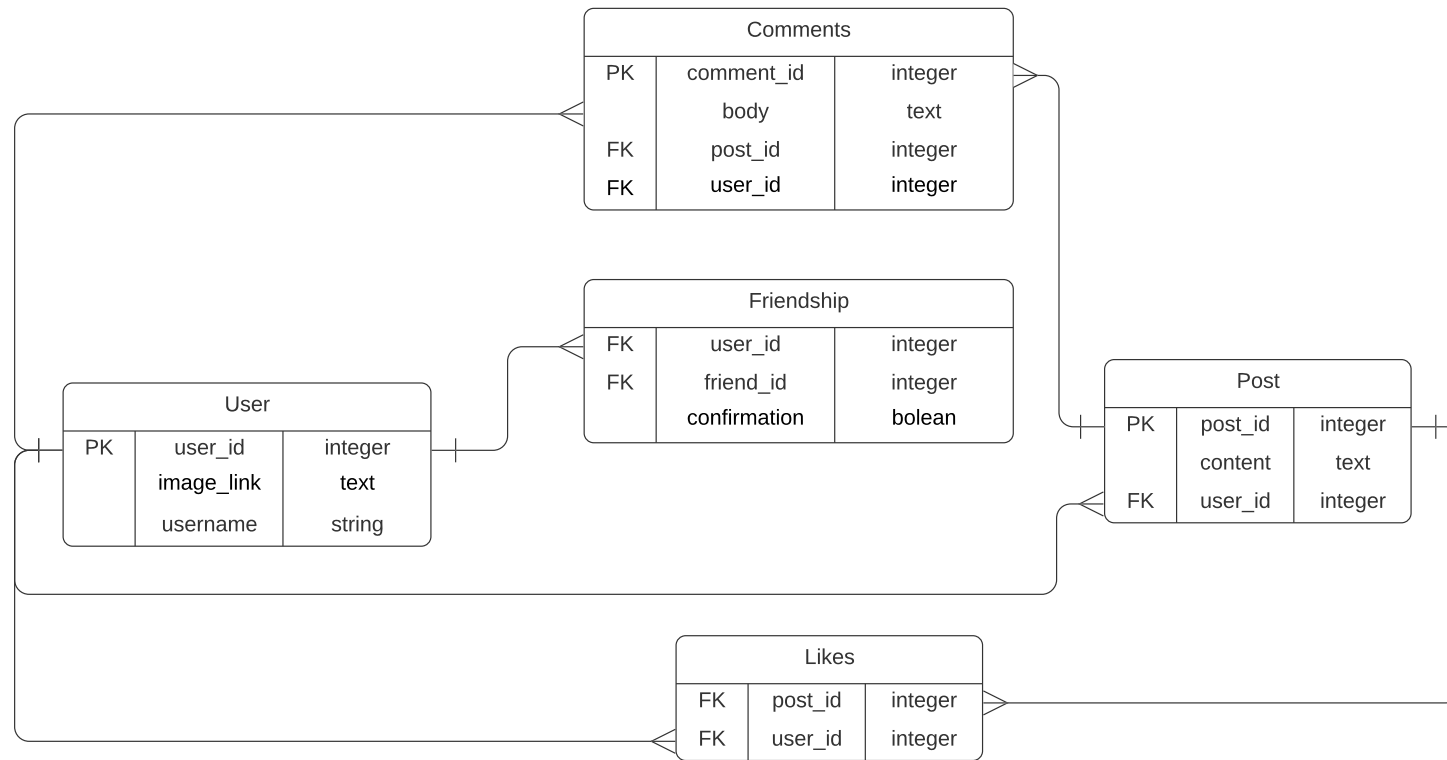 Comments
PK comment_id integer
body text
FK post_id integer
FK user_id integer
Friendship
FK user_id integer
FK friend_id integer
confirmation bolean
User
PK user_id integer
image_link text
username string
Post
PK post_id integer
content text
FK user_id integer
Likes
FK post_id integer
FK user_id integer